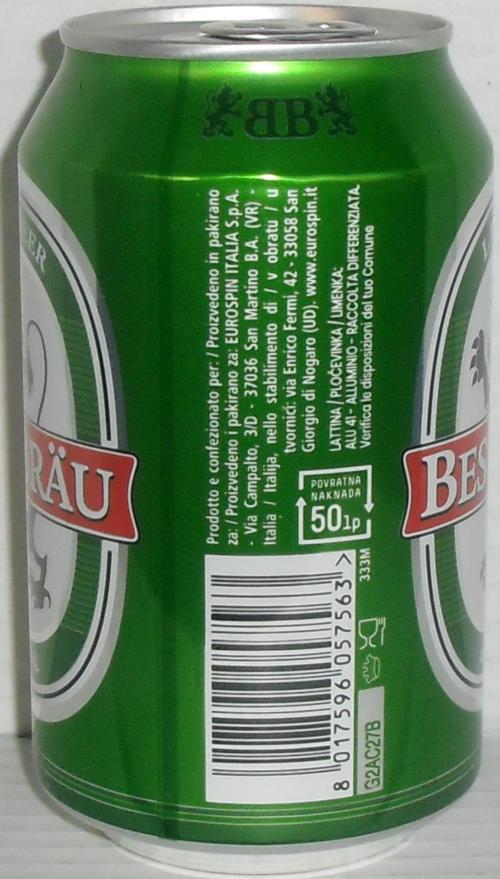 BB
ER
RÄU
BES
L
Prodotto e confezionato per: / Proizvedeno in pakirano
za: / Proizvedeno i pakirano za: EUROSPIN ITALIA S.p.A.
- Via Campalto, 3/D - 37036 San Martino B.A. (VR) -
Italia / Italija, nello stabilimento di / v obratu / u
tvornici: via Enrico Fermi, 42 - 33058 San
Giorgio di Nogaro (UD). www.eurospin.it
LATTINA / PLOČEVINKA / LIMENKA:
ALU 41 - ALLUMINIO - RACCOLTA DIFFERENZIATA.
Verifica le disposizioni del tuo Comune
POVRATNA
NAKNADA
50lp
333M
8 017596 057563 >
G2AC27B